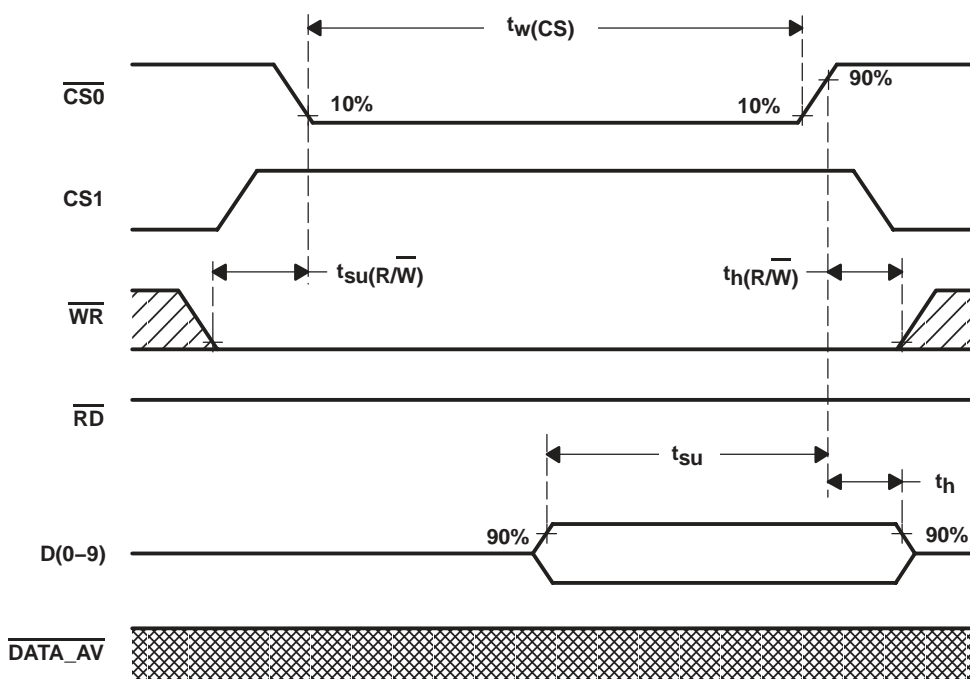 tw(CS)
CS0
10%
10%
90%
CS1
tsu(R/W)
th(R/W)
WR
RD
tsu
th
90%
90%
D(0–9)
DATA_AV